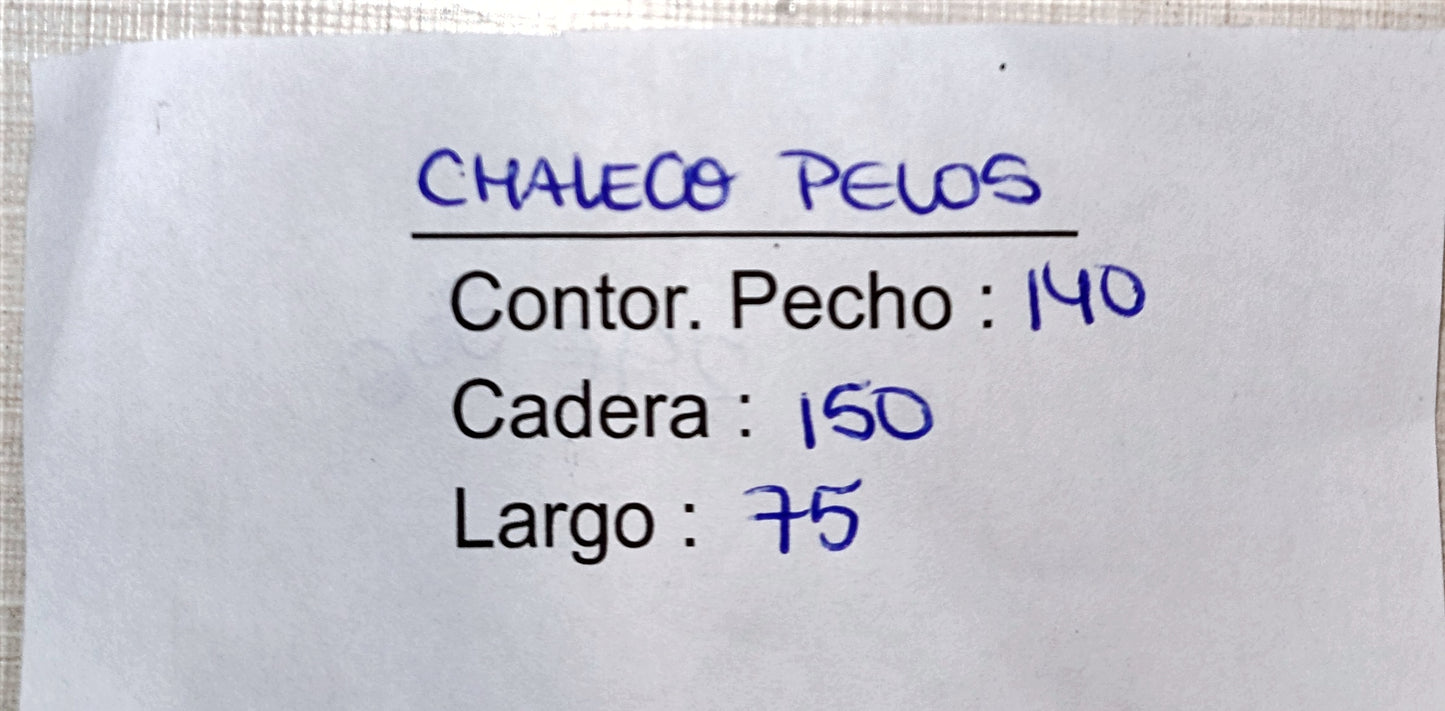 CHALECO PELOS
Contor. Pecho : 140
Cadera : 150
Largo : 75